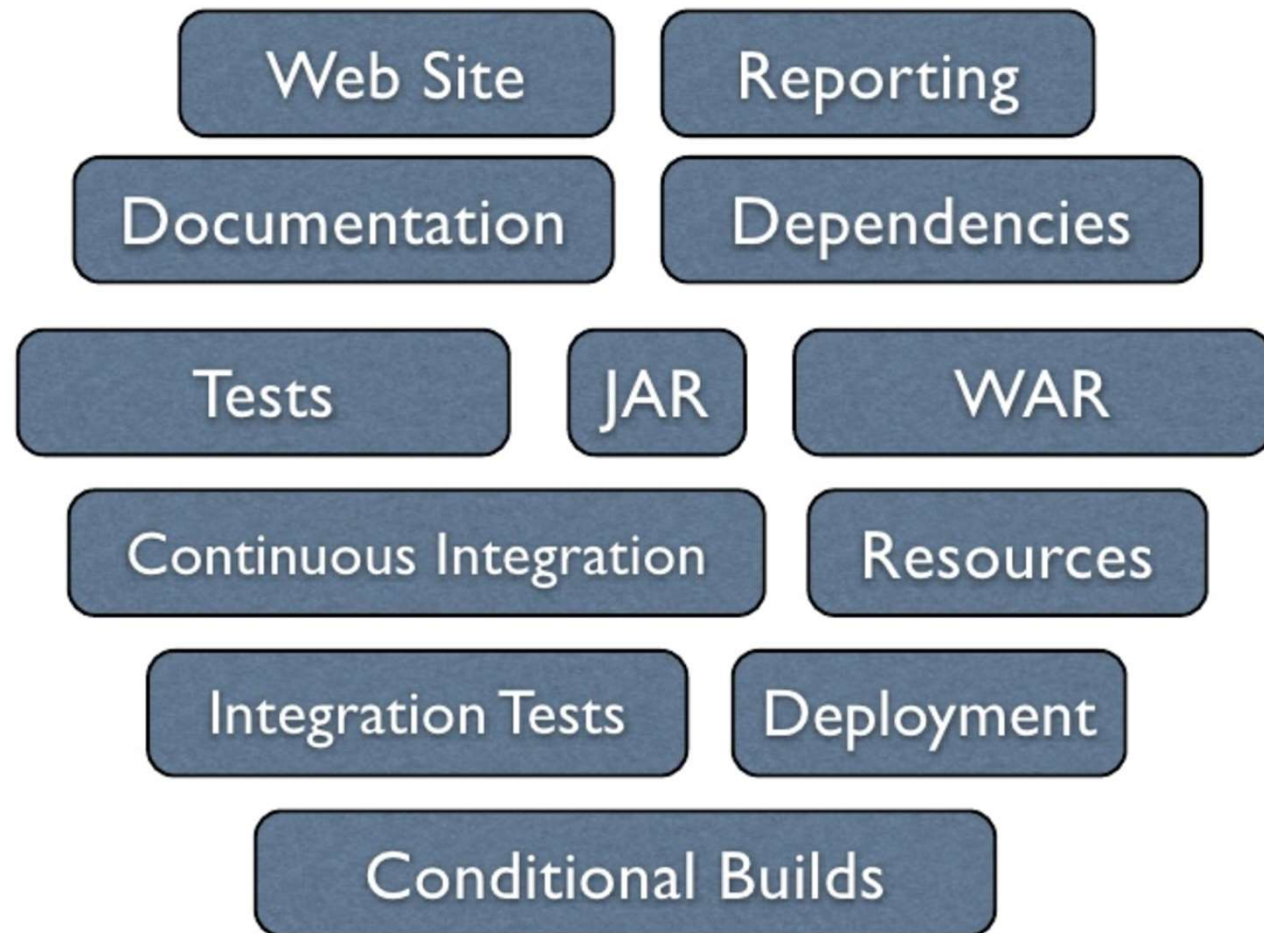 Web Site Reporting
Documentation Dependencies
Tests JAR WAR
Continuous Integration Resources
Integration Tests Deployment
Conditional Builds